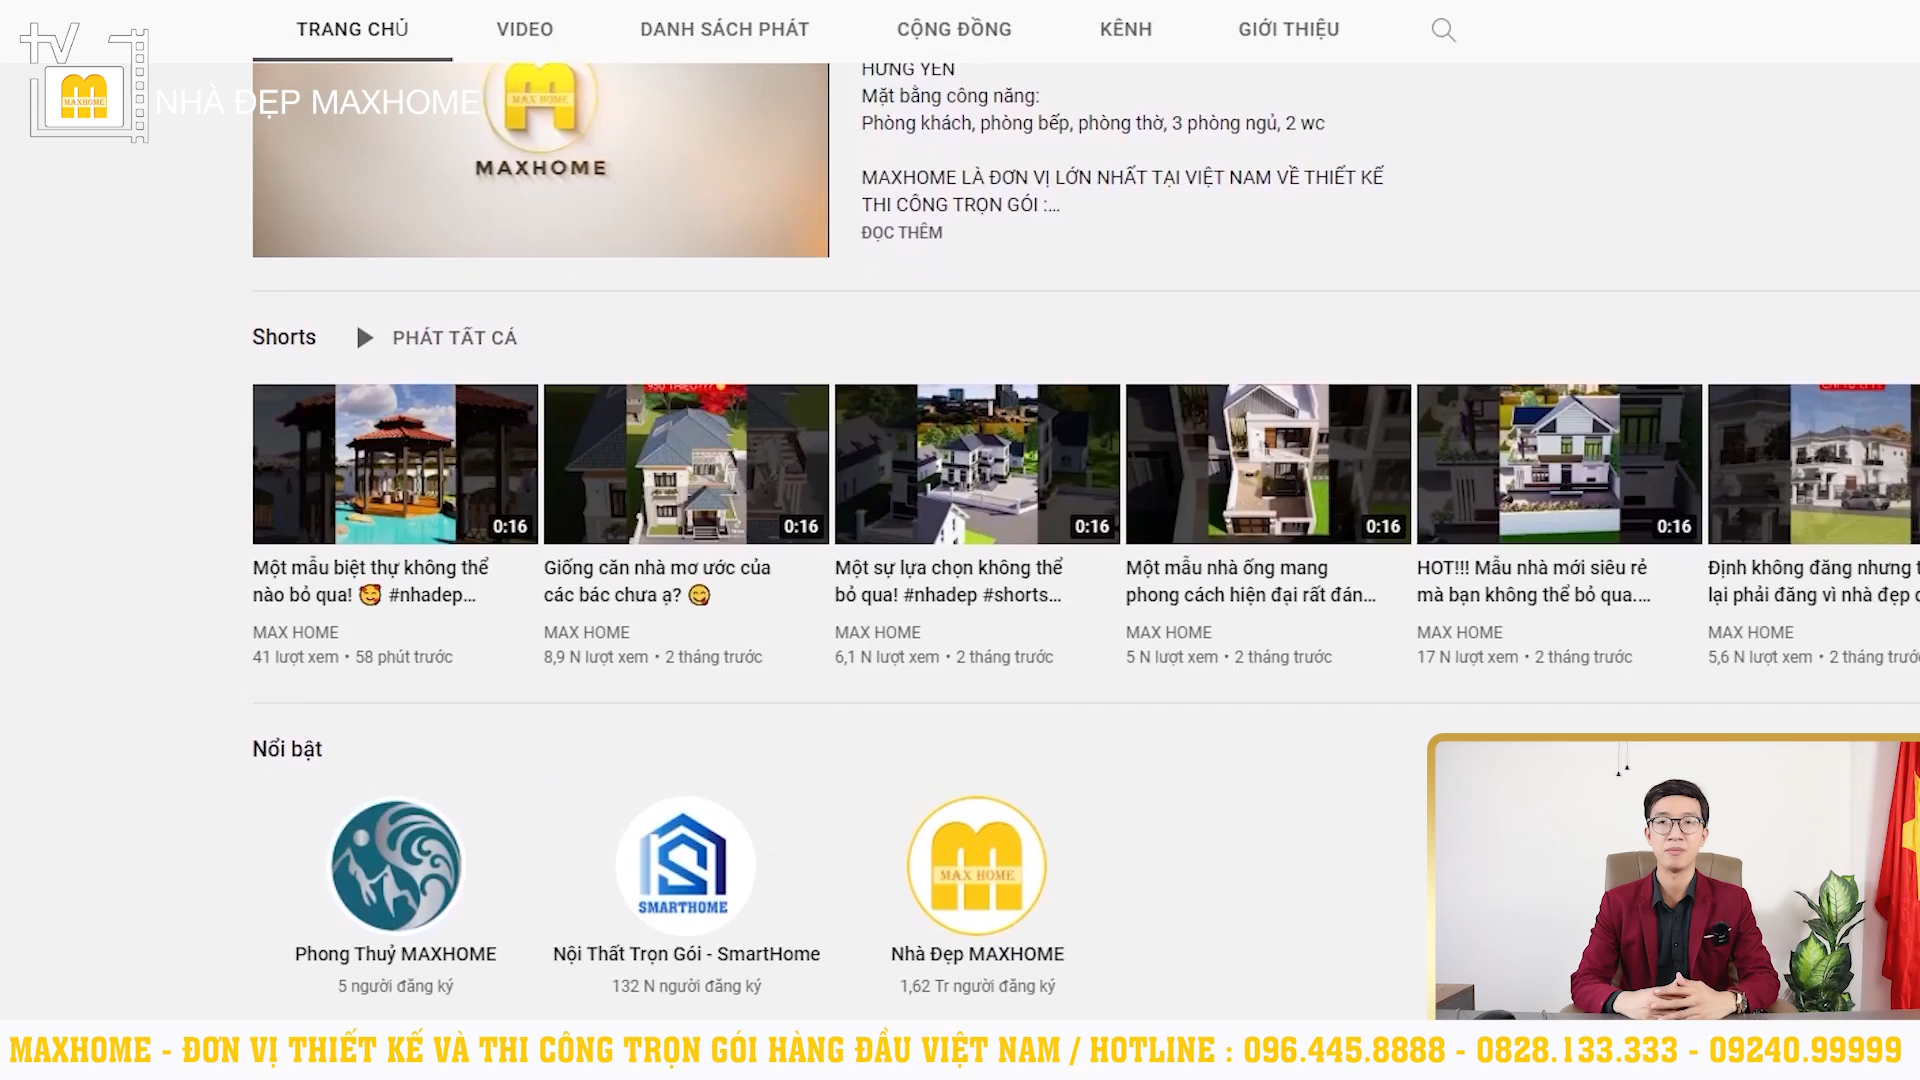 TRANG CHỦ
VIDEO
DANH SÁCH PHÁT
CỘNG ĐỒNG
KÊNH
GIỚI THIỆU
tv
MAXHOME
NHÀ ĐẸP MAXHOME
MAX HOME
MAXHOME
HƯNG YÊN
Mặt bằng công năng:
Phòng khách, phòng bếp, phòng thờ, 3 phòng ngủ, 2 wc
MAXHOME LÀ ĐƠN VỊ LỚN NHẤT TẠI VIỆT NAM VỀ THIẾT KẾ
THI CÔNG TRỌN GÓI :...
ĐỌC THÊM
Shorts
PHÁT TẤT CẢ
0:16
0:16
0:16
0:16
0:16
Một mẫu biệt thự không thể
nào bỏ qua! 🥰 #nhadep...
MAX HOME
41 lượt xem • 58 phút trước
Giống căn nhà mơ ước của
các bác chưa ạ? 😋
MAX HOME
8,9 N lượt xem • 2 tháng trước
Một sự lựa chọn không thể
bỏ qua! #nhadep #shorts...
MAX HOME
6,1 N lượt xem • 2 tháng trước
Một mẫu nhà ống mang
phong cách hiện đại rất đán...
MAX HOME
5 N lượt xem • 2 tháng trước
HOT!!! Mẫu nhà mới siêu rẻ
mà bạn không thể bỏ qua....
MAX HOME
17 N lượt xem • 2 tháng trước
Định không đăng nhưng t
lại phải đăng vì nhà đẹp
MAX HOME
5,6 N lượt xem • 2 tháng trướ
Nổi bật
SMARTHOME
MAX HOME
Phong Thuỷ MAXHOME
5 người đăng ký
Nội Thất Trọn Gói - SmartHome
132 N người đăng ký
Nhà Đẹp MAXHOME
1,62 Tr người đăng ký
MAXHOME - ĐƠN VỊ THIẾT KẾ VÀ THI CÔNG TRỌN GÓI HÀNG ĐẦU VIỆT NAM / HOTLINE : 096.445.8888 - 0828.133.333 - 09240.99999